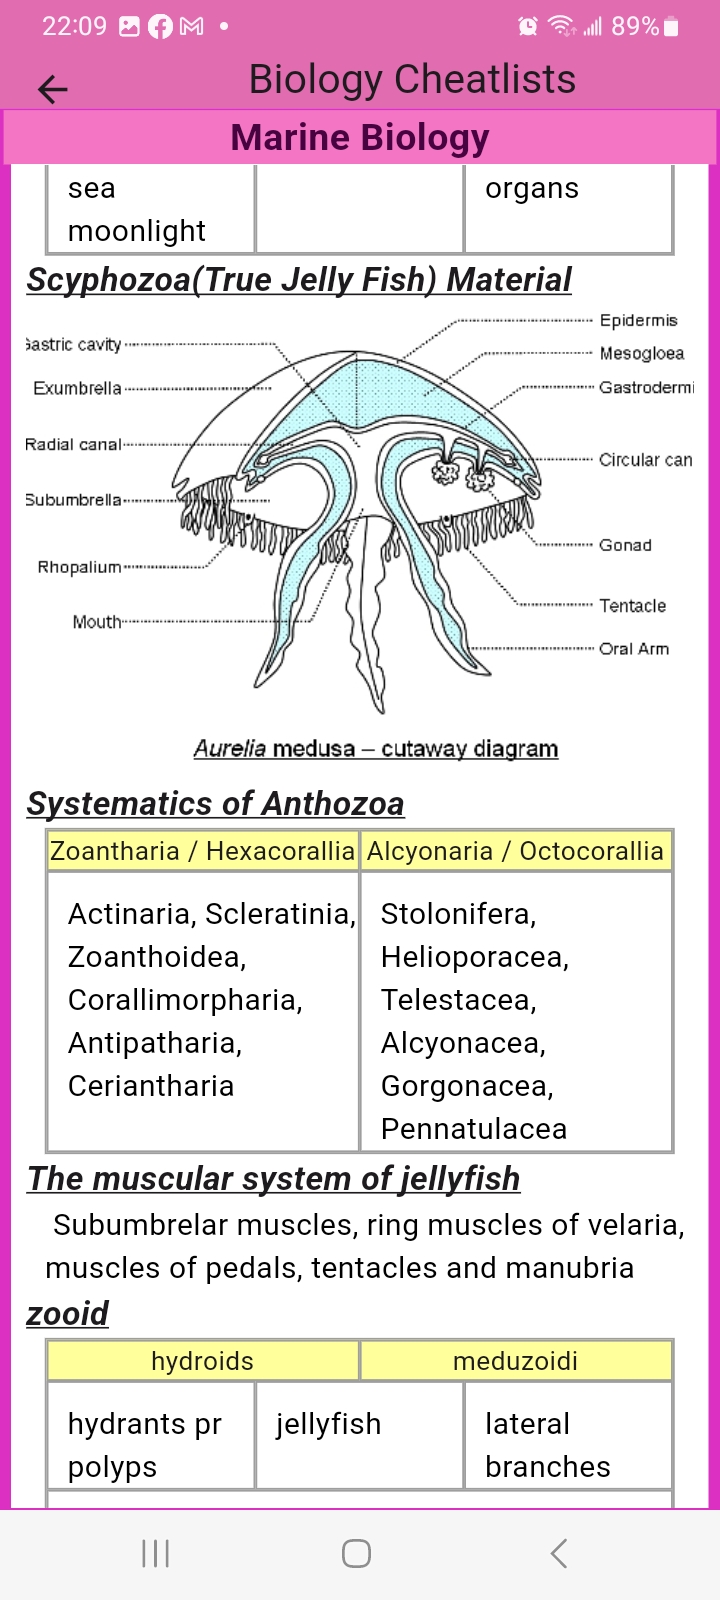 22:09
89%
Biology Cheatlists
Marine Biology
sea
moonlight
organs
Scyphozoa(True Jelly Fish) Material
Gastric cavity
Exumbrella
Radial canal
Subumbrella
Rhopalium
Mouth
Epidermis
Mesogloea
Gastrodermi
Circular can
Gonad
Tentacle
Oral Arm
Aurelia medusa – cutaway diagram
Systematics of Anthozoa
Zoantharia / Hexacorallia
Alcyonaria / Octocorallia
Actinaria, Scleratinia,
Zoanthoidea,
Corallimorpharia,
Antipatharia,
Ceriantharia
Stolonifera,
Helioporacea,
Telestacea,
Alcyonacea,
Gorgonacea,
Pennatulacea
The muscular system of jellyfish
Subumbrelar muscles, ring muscles of velaria,
muscles of pedals, tentacles and manubria
zooid
hydroids
meduzoidi
hydrants pr
polyps
jellyfish
lateral
branches